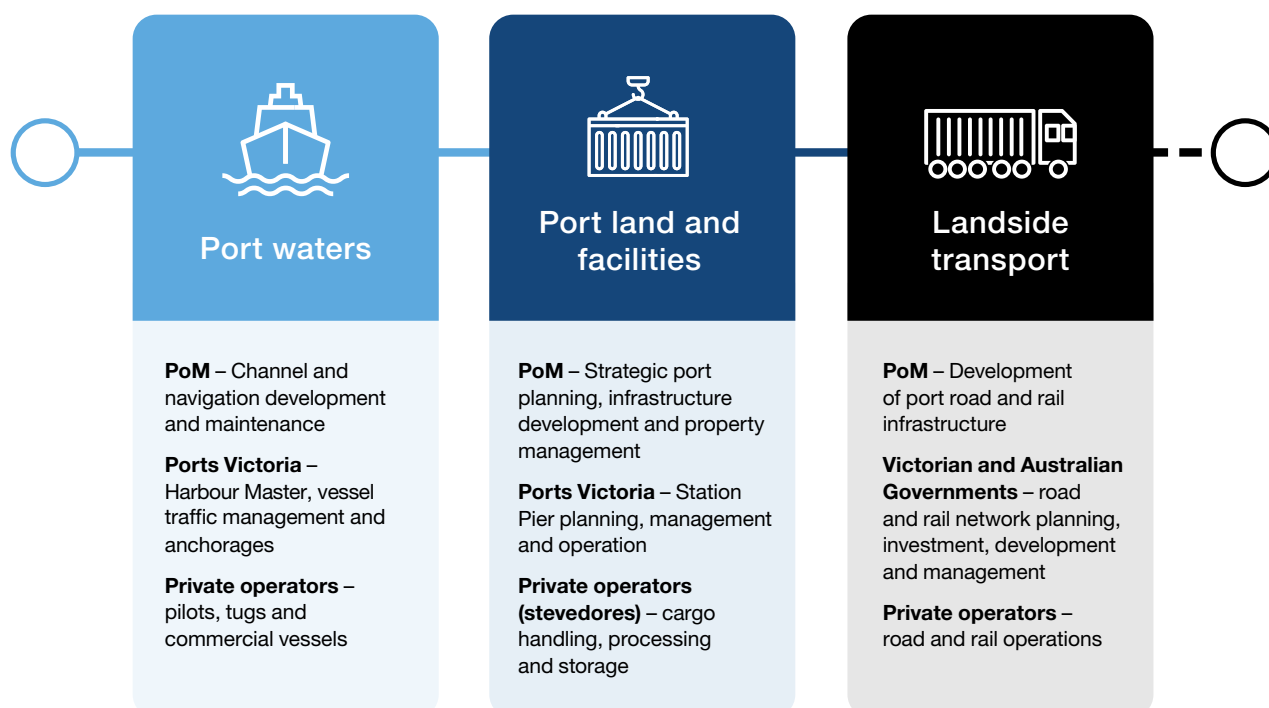 Port waters
PoM – Channel and
navigation development
and maintenance
Ports Victoria –
Harbour Master, vessel
traffic management and
anchorages
Private operators –
pilots, tugs and
commercial vessels
Port land and
facilities
PoM – Strategic port
planning, infrastructure
development and property
management
Ports Victoria – Station
Pier planning, management
and operation
Private operators
(stevedores) – cargo
handling, processing
and storage
Landside
transport
PoM – Development
of port road and rail
infrastructure
Victorian and Australian
Governments – road
and rail network planning,
investment, development
and management
Private operators –
road and rail operations